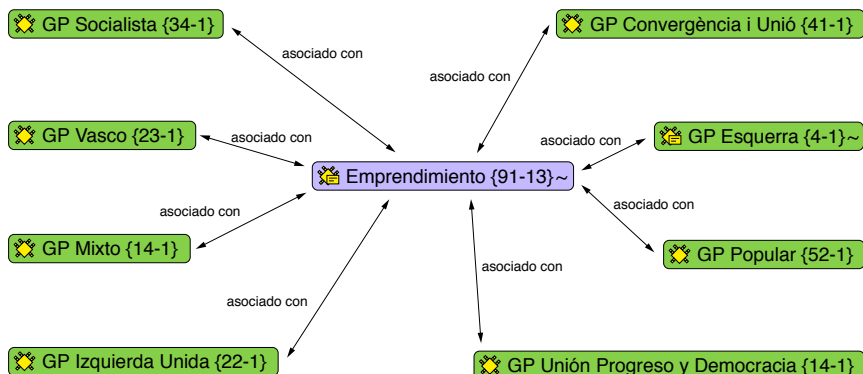 GP Socialista {34-1}
GP Convergència i Unió {41-1}
asociado con
asociado con
GP Vasco {23-1}
asociado con
asociado con
GP Esquerra {4-1}~
Emprendimiento {91-13}~
asociado con
asociado con
GP Mixto {14-1}
GP Popular {52-1}
asociado con
asociado con
GP Izquierda Unida {22-1}
GP Unión Progreso y Democracia {14-1}